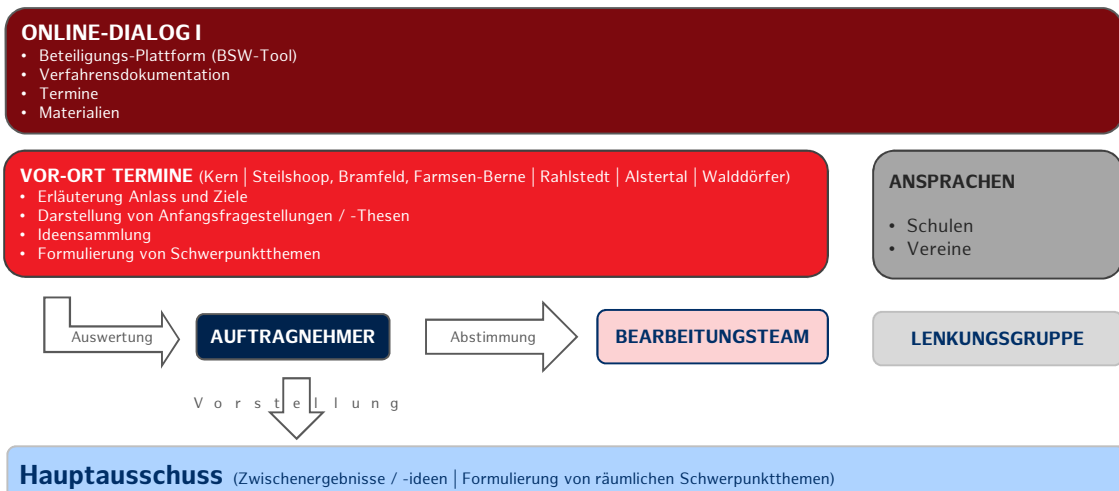 ONLINE-DIALOG I
• Beteiligungs-Plattform (BSW-Tool)
• Verfahrensdokumentation
• Termine
• Materialien
VOR-ORT TERMINE (Kern | Steilshoop, Bramfeld, Farmsen-Berne | Rahlstedt | Alstertal | Walddörfer)
• Erläuterung Anlass und Ziele
• Darstellung von Anfangsfragestellungen / -Thesen
• Ideensammlung
• Formulierung von Schwerpunktthemen
ANSPRACHEN
• Schulen
• Vereine
Auswertung
AUFTRAGNEHMER
Abstimmung
BEARBEITUNGSTEAM
LENKUNGSGRUPPE
Vorstellung
Hauptausschuss (Zwischenergebnisse / -ideen | Formulierung von räumlichen Schwerpunktthemen)